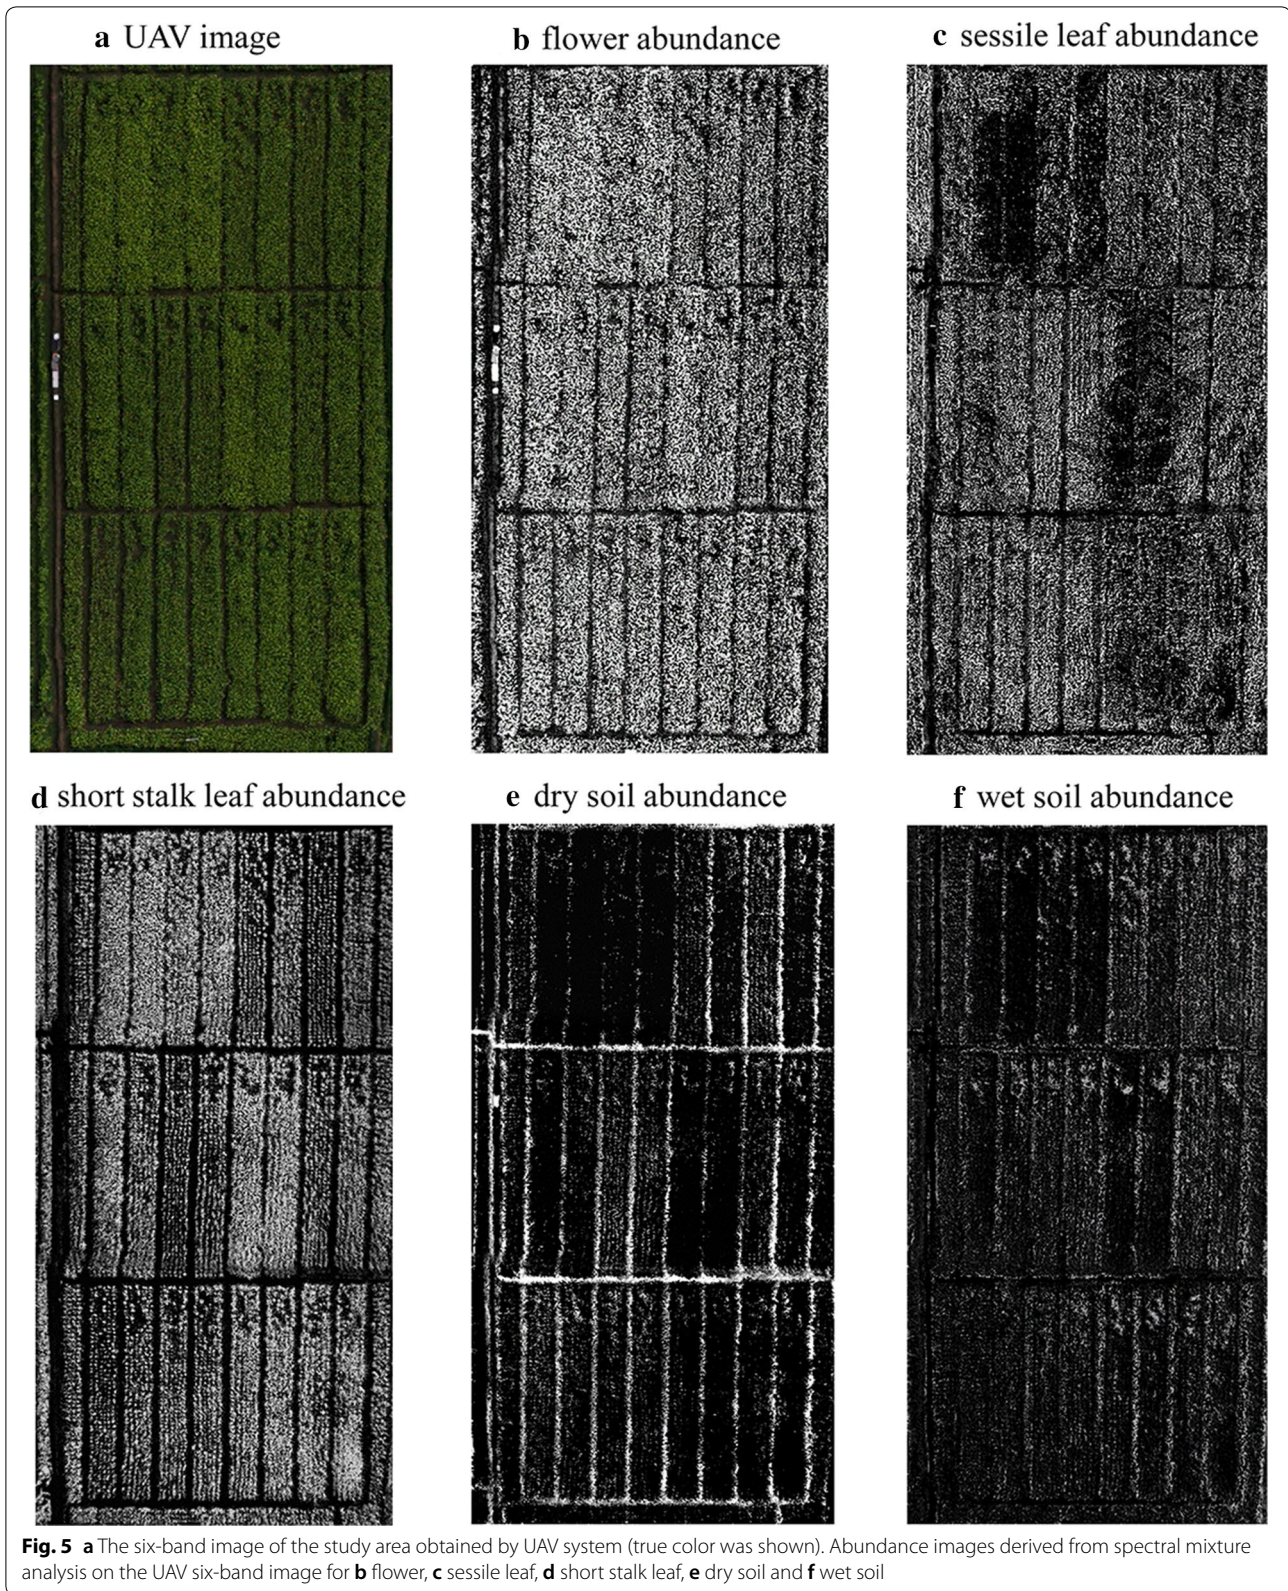 a UAV image
b flower abundance
c sessile leaf abundance
d short stalk leaf abundance
e dry soil abundance
f wet soil abundance
Fig. 5 a The six-band image of the study area obtained by UAV system (true color was shown). Abundance images derived from spectral mixture
analysis on the UAV six-band image for b flower, c sessile leaf, d short stalk leaf, e dry soil and f wet soil